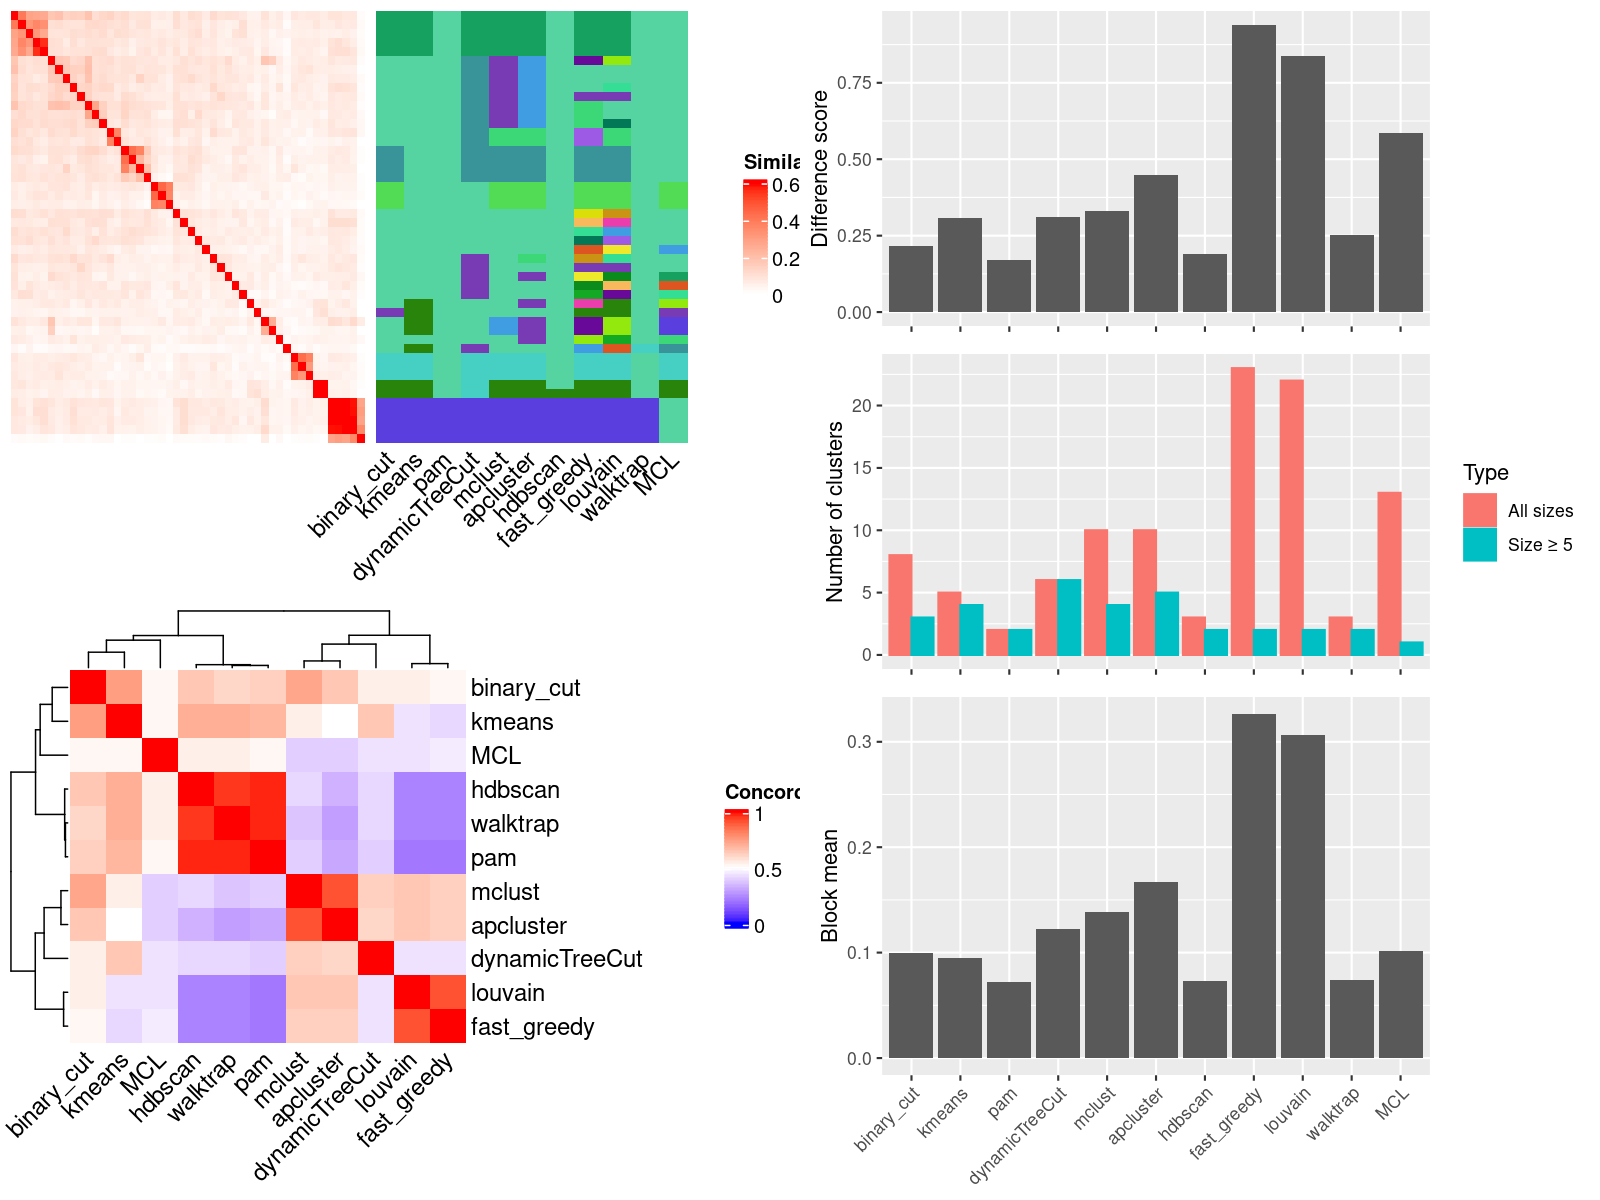 Simila
0.6
0.4
0.2
0
binary_cut
kmeans
pam
dynamicTreeCut
mclust
apcluster
hdbscan
fast_greedy
louvain
walktrap
MCL
binary_cut
kmeans
MCL
hdbscan
walktrap
pam
mclust
apcluster
dynamicTreeCut
louvain
fast_greedy
Concord
1
0.5
0
binary_cut
kmeans
MCL
hdbscan
walktrap
pam
mclust
apcluster
dynamicTreeCut
louvain
fast_greedy
Difference score
0.75
0.50
0.25
0.00
Number of clusters
20
15
10
5
0
Type
All sizes
Size ≥ 5
Block mean
0.3
0.2
0.1
0.0
binary_cut
kmeans
pam
dynamicTreeCut
mclust
apcluster
hdbscan
fast_greedy
louvain
walktrap
MCL